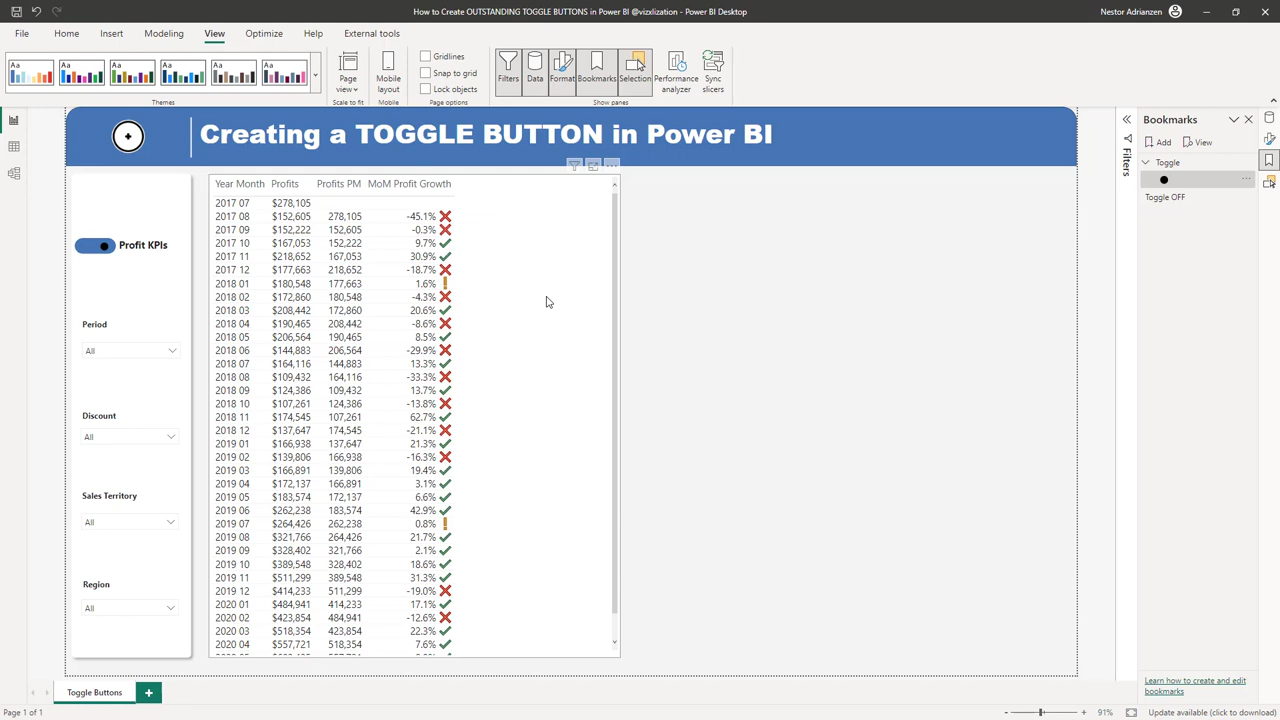 How to Create OUTSTANDING TOGGLE BUTTONS in Power BI @vizxlization - Power BI Desktop
Nestor Adrianzen
File Home Insert Modeling View Optimize Help External tools
Aa Aa Aa Aa Aa Aa
Themes
Page view
Scale to fit
Mobile layout
Mobile
Gridlines
Snap to grid
Lock objects
Page options
Filters Data Format Bookmarks Selection Performance analyzer Sync slicers
Show panes
Creating a TOGGLE BUTTON in Power BI
Profit KPIs
Period
All
Discount
All
Sales Territory
All
Region
All
Year Month Profits Profits PM MoM Profit Growth
2017 07 $278,105
2017 08 $152,605 278,105 -45.1%
2017 09 $152,222 152,605 -0.3%
2017 10 $167,053 152,222 9.7%
2017 11 $218,652 167,053 30.9%
2017 12 $177,663 218,652 -18.7%
2018 01 $180,548 177,663 1.6%
2018 02 $172,860 180,548 -4.3%
2018 03 $208,442 172,860 20.6%
2018 04 $190,465 208,442 -8.6%
2018 05 $206,564 190,465 8.5%
2018 06 $144,883 206,564 -29.9%
2018 07 $164,116 144,883 13.3%
2018 08 $109,432 164,116 -33.3%
2018 09 $124,386 109,432 13.7%
2018 10 $107,261 124,386 -13.8%
2018 11 $174,545 107,261 62.7%
2018 12 $137,647 174,545 -21.1%
2019 01 $166,938 137,647 21.3%
2019 02 $139,806 166,938 -16.3%
2019 03 $166,891 139,806 19.4%
2019 04 $172,137 166,891 3.1%
2019 05 $183,574 172,137 6.6%
2019 06 $262,238 183,574 42.9%
2019 07 $264,426 262,238 0.8%
2019 08 $321,766 264,426 21.7%
2019 09 $328,402 321,766 2.1%
2019 10 $389,548 328,402 18.6%
2019 11 $511,299 389,548 31.3%
2019 12 $414,233 511,299 -19.0%
2020 01 $484,941 414,233 17.1%
2020 02 $423,854 484,941 -12.6%
2020 03 $518,354 423,854 22.3%
2020 04 $557,721 518,354 7.6%
Filters
Bookmarks
Add View
Toggle
Toggle OFF
Learn how to create and edit
bookmarks
Toggle Buttons
Page 1 of 1
91%
Update available (click to download)